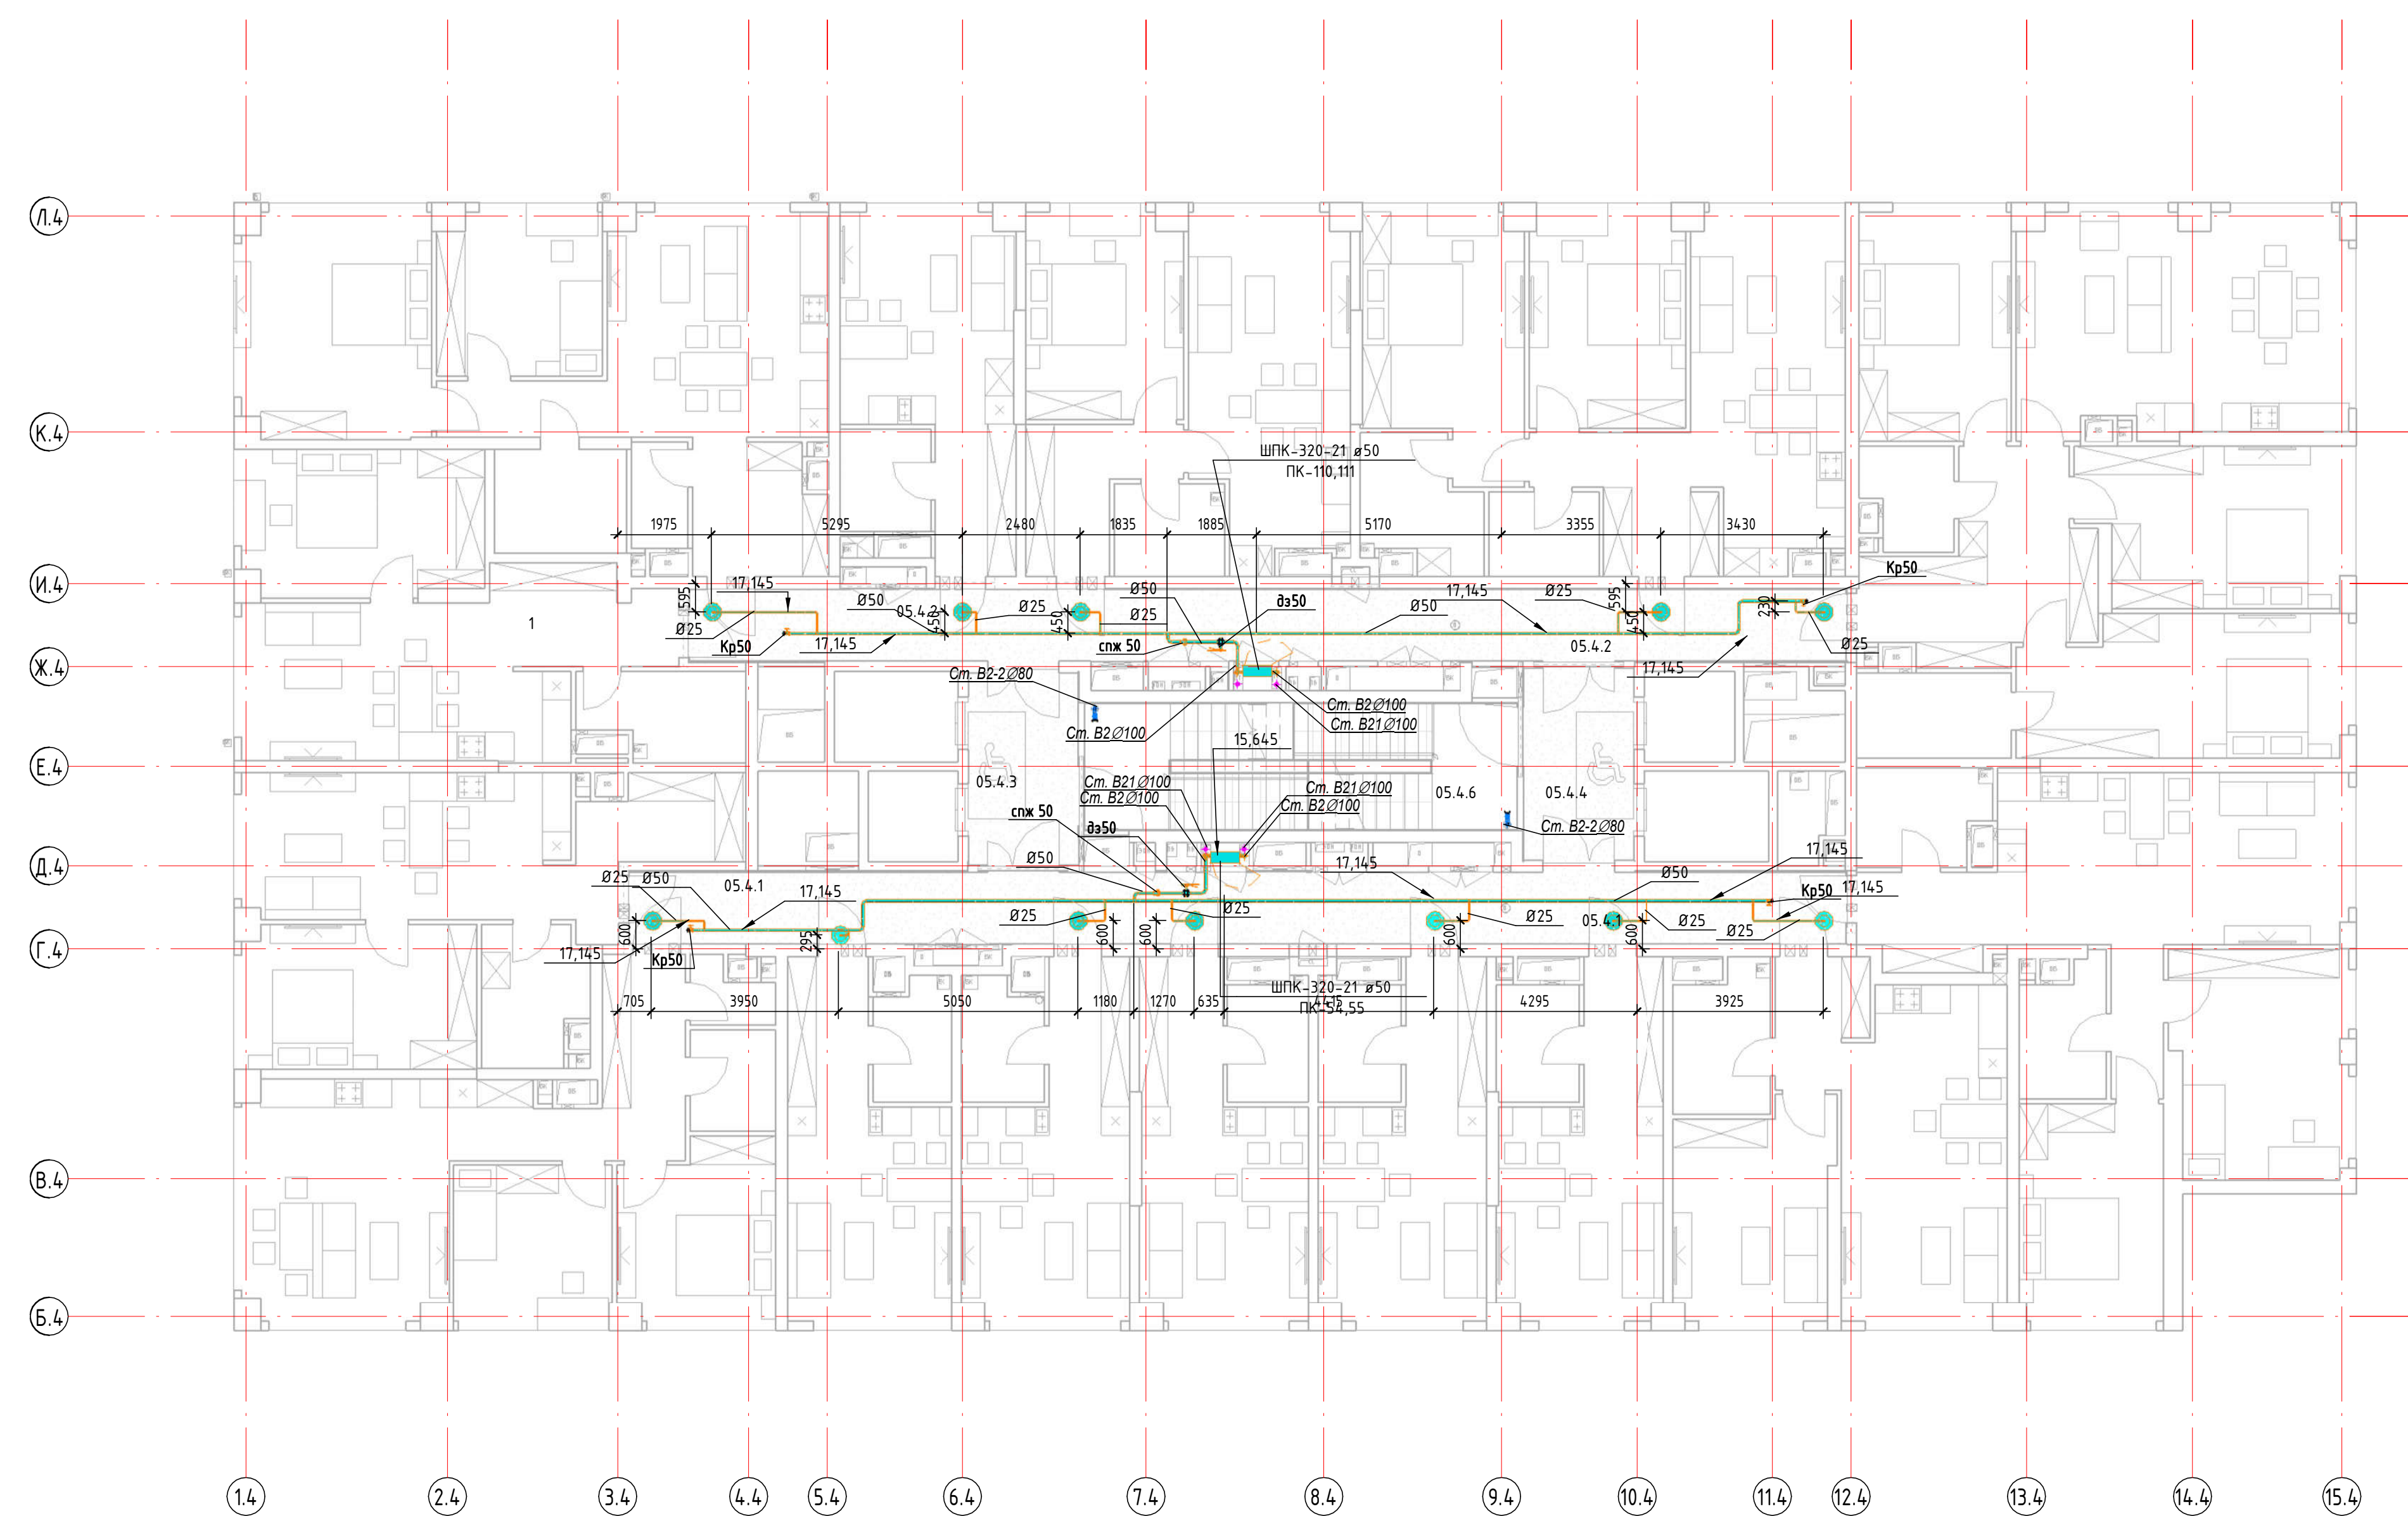 Л.4
К.4
ШПК-320-21 ø50
ПК-110,111
1975
5295
2480
1835
1885
5170
3355
3430
И.4
595
17,145
Ø50
05.4.2
450
Ø25
450
Ø25
Ø50
дз50
Ø50
17,145
Ø25
595
450
Кр50
230
Ø25
1
Ø25
Кр50
17,145
спж 50
05.4.2
Ø25
17,145
Ж.4
Ст. В2-2Ø80
Ст. В2Ø100
Ст. В2Ø100
Ст. В21Ø100
15,645
Е.4
05.4.3
Ст. В21Ø100
Ст. В2Ø100
Ст. В21Ø100
Ст. В2Ø100
05.4.6
05.4.4
спж 50
дз50
Ст. В2-2Ø80
Д.4
Ø50
17,145
17,145
Ø25
Ø50
05.4.1
17,145
Ø50
Кр50
17,145
Ø25
Ø25
Ø25
05.4.1
Ø25
Ø25
600
295
600
600
600
600
Г.4
17,145
Кр50
705
3950
5050
1180
1270
635
4415
4295
3925
ШПК-320-21 ø50
ПК-54,55
В.4
Б.4
1.4
2.4
3.4
4.4
5.4
6.4
7.4
8.4
9.4
10.4
11.4
12.4
13.4
14.4
15.4